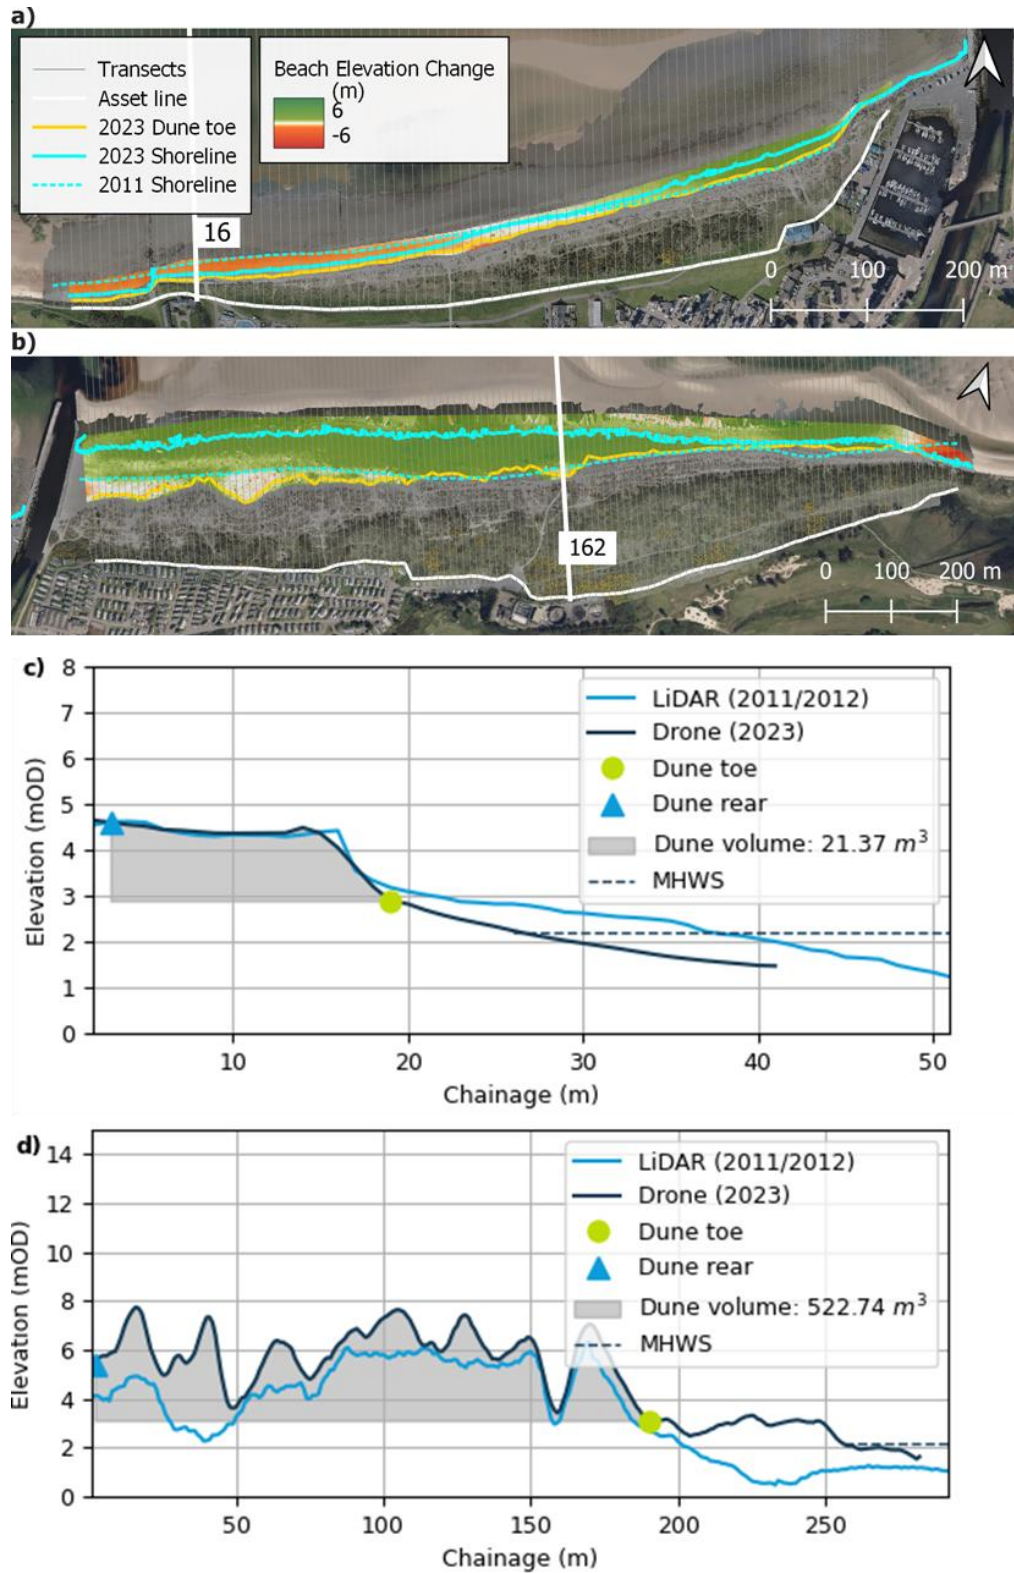 a)
Transects
Asset line
2023 Dune toe
2023 Shoreline
2011 Shoreline
Beach Elevation Change
(m)
6
-6
16
0 100 200 m
b)
162
0 100 200 m
c)
8
7
6
5
4
3
2
1
0
Elevation (mOD)
LiDAR (2011/2012)
Drone (2023)
Dune toe
Dune rear
Dune volume: 21.37 m³
MHWS
10 20 30 40 50
Chainage (m)
d)
14
12
10
8
6
4
2
0
Elevation (mOD)
LiDAR (2011/2012)
Drone (2023)
Dune toe
Dune rear
Dune volume: 522.74 m³
MHWS
50 100 150 200 250
Chainage (m)